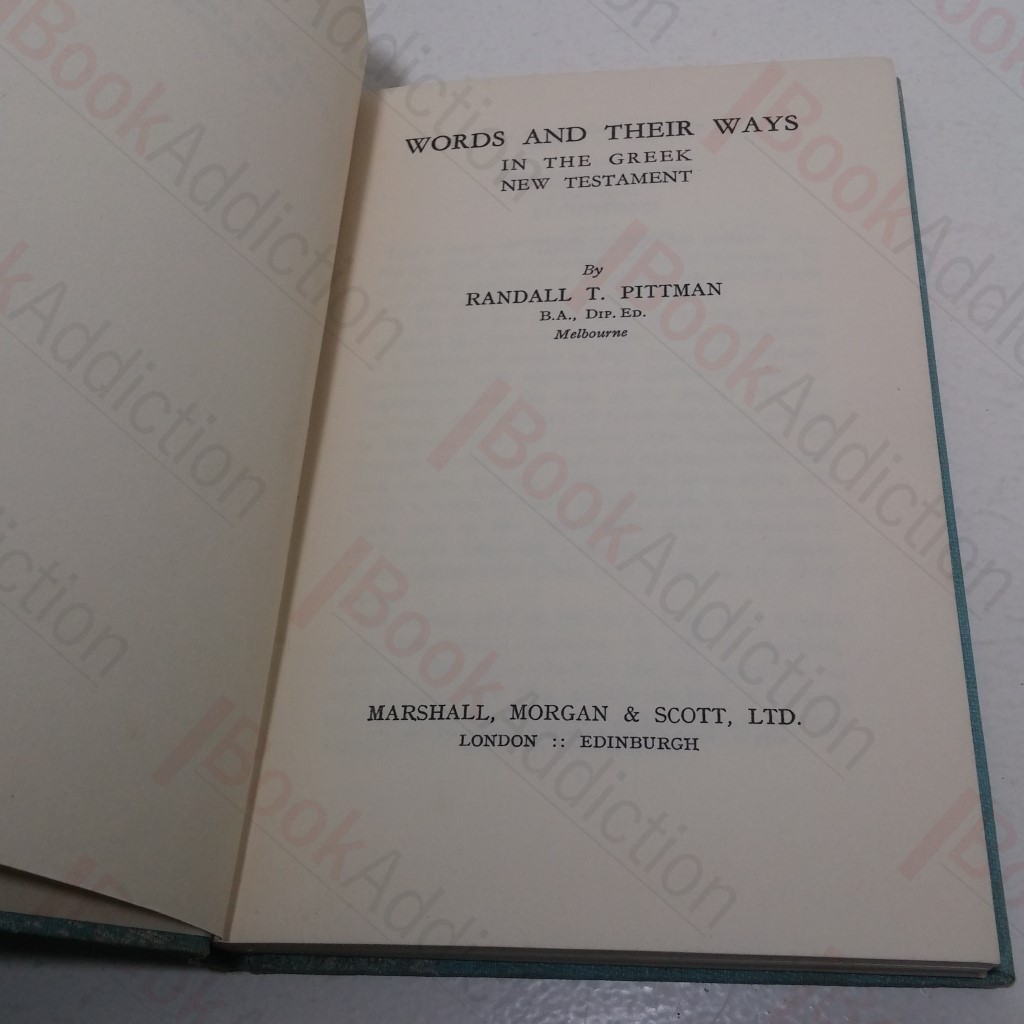 WORDS AND THEIR WAYS
IN THE GREEK
NEW TESTAMENT
By
RANDALL T. PITTMAN
B.A., DIP. ED.
Melbourne
MARSHALL, MORGAN & SCOTT, LTD.
LONDON :: EDINBURGH
BookAddiction